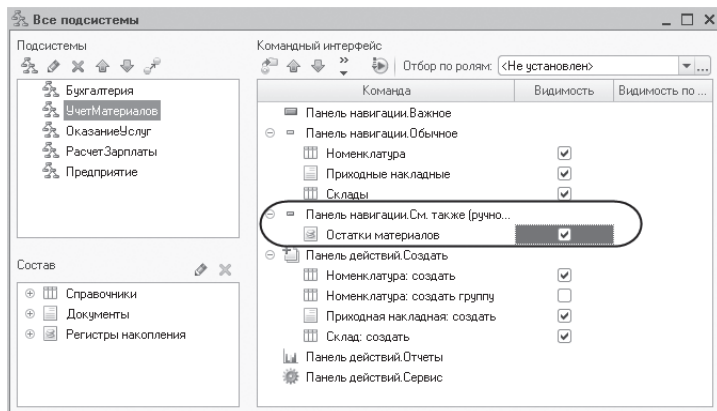 Все подсистемы
Подсистемы
Бухгалтерия
УчетМатериалов
ОказаниеУслуг
РасчетЗарплаты
Предприятие
Состав
Справочники
Документы
Регистры накопления
Командный интерфейс
Отбор по ролям: <Не установлен>
Команда Видимость Видимость по ...
Панель навигации.Важное
Панель навигации.Обычное
Номенклатура
Приходные накладные
Склады
Панель навигации.См. также (ручно...
Остатки материалов
Панель действий.Создать
Номенклатура: создать
Номенклатура: создать группу
Приходная накладная: создать
Склад: создать
Панель действий.Отчеты
Панель действий.Сервис